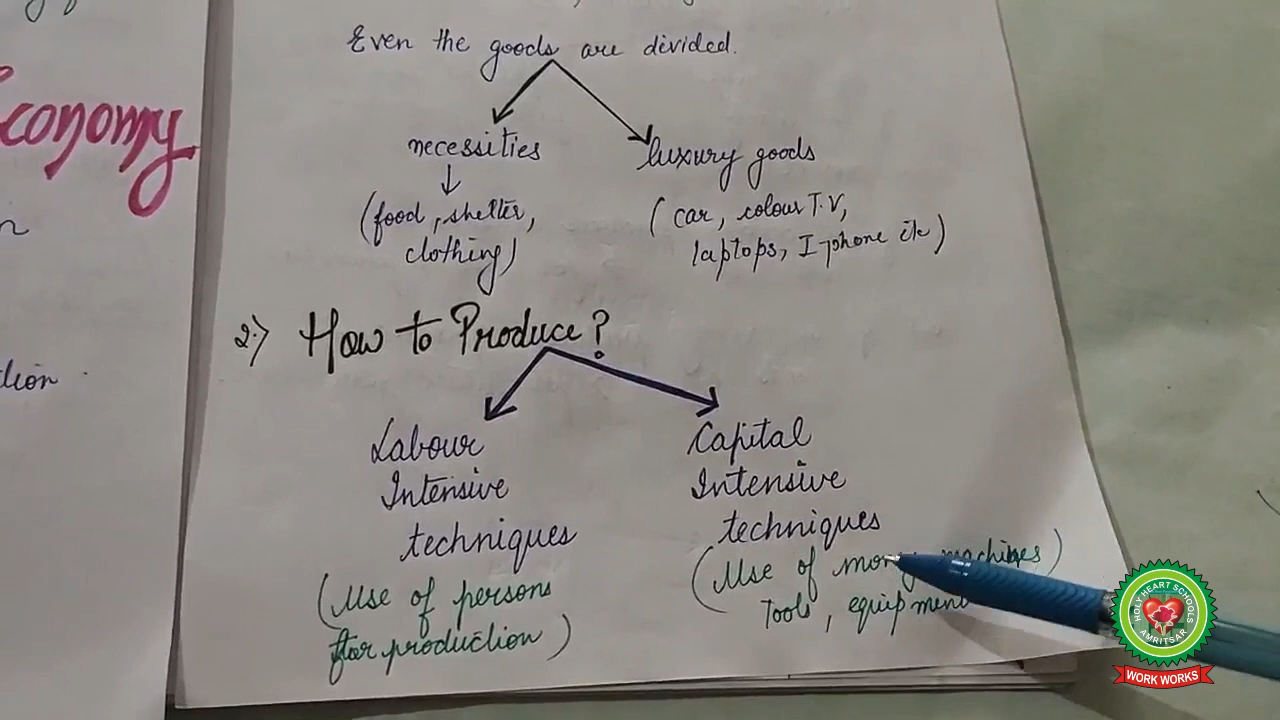 Economy
Even the goods are divided.
necessities
luxury goods
(food, shelter,
clothing)
(car, colour T.V,
laptops, I-phone etc)
2.) How to Produce?
Labour
Intensive
techniques
(Use of persons
for production)
Capital
Intensive
techniques
(Use of machines)
Tools, equipment
HOLY HEART SCHOOLS
AMRITSAR
WORK WORKS